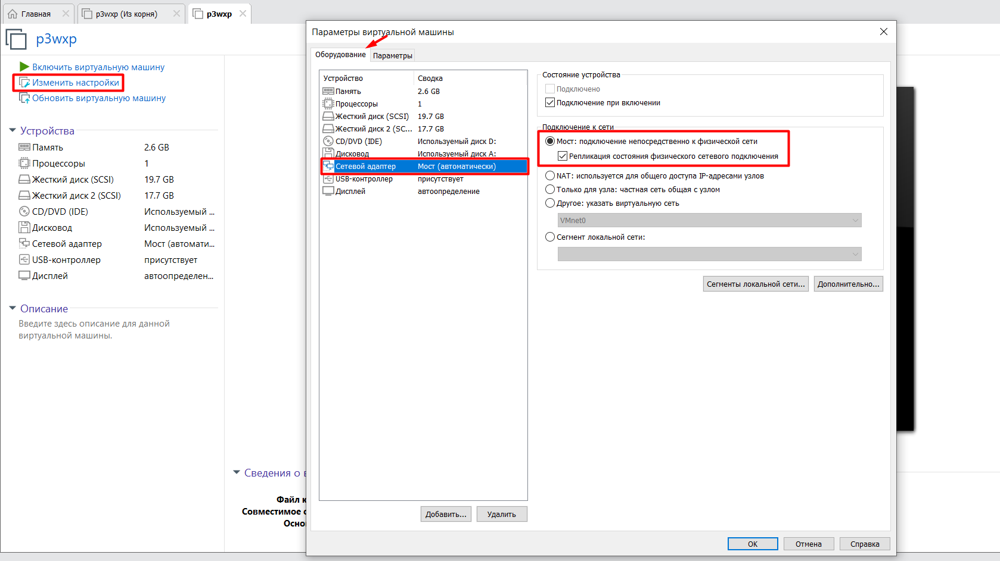 Главная
p3wxp (Из корня)
p3wxp
p3wxp
Включить виртуальную машину
Изменить настройки
Обновить виртуальную машину
Устройства
Память 2.6 GB
Процессоры 1
Жесткий диск (SCSI) 19.7 GB
Жесткий диск 2 (SCSI) 17.7 GB
CD/DVD (IDE) Используемый ...
Дисковод Используемый ...
Сетевой адаптер Мост (автомати...
USB-контроллер присутствует
Дисплей автоопределен...
Описание
Введите здесь описание для данной
виртуальной машины.
Сведения о в
Файл к
Совместимое о
Осно
Параметры виртуальной машины
Оборудование
Параметры
Устройство Сводка
Память 2.6 GB
Процессоры 1
Жесткий диск (SCSI) 19.7 GB
Жесткий диск 2 (SC... 17.7 GB
CD/DVD (IDE) Используемый диск D:
Дисковод Используемый диск A:
Сетевой адаптер Мост (автоматически)
USB-контроллер присутствует
Дисплей автоопределение
Добавить...
Удалить
Состояние устройства
Подключено
Подключение при включении
Подключение к сети
Мост: подключение непосредственно к физической сети
Репликация состояния физического сетевого подключения
NAT: используется для общего доступа IP-адресами узлов
Только для узла: частная сеть общая с узлом
Другое: указать виртуальную сеть
VMnet0
Сегмент локальной сети:
Сегменты локальной сети...
Дополнительно...
OK
Отмена
Справка